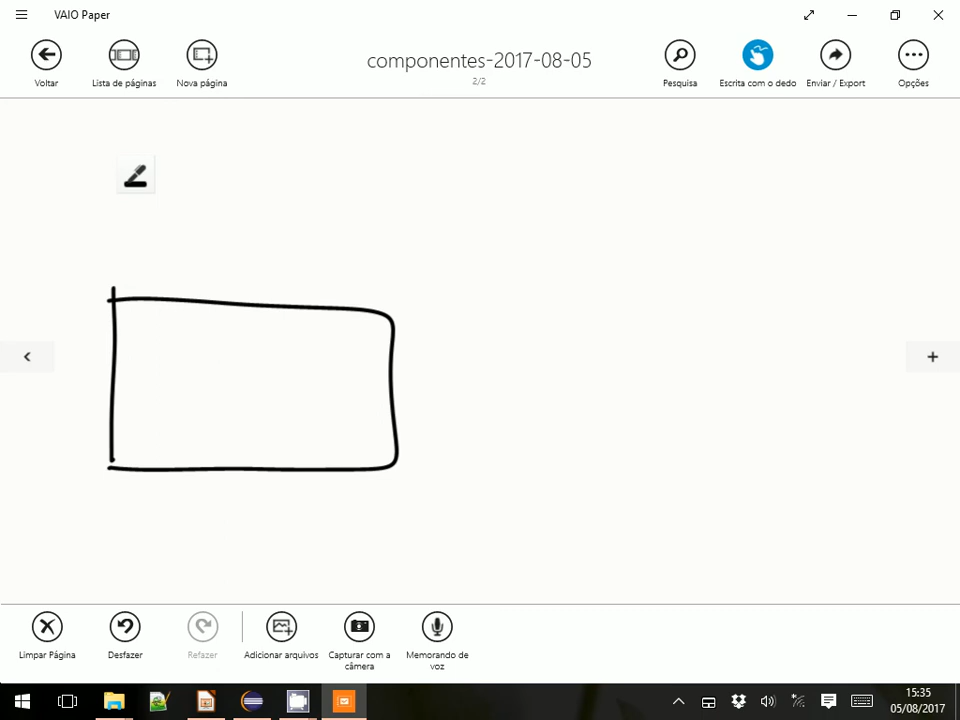 VAIO Paper
componentes-2017-08-05
2/2
Voltar
Lista de páginas
Nova página
Pesquisa
Escrita com o dedo
Enviar / Export
Opções
Limpar Página
Desfazer
Refazer
Adicionar arquivos
Capturar com a
câmera
Memorando de
voz
15:35
05/08/2017